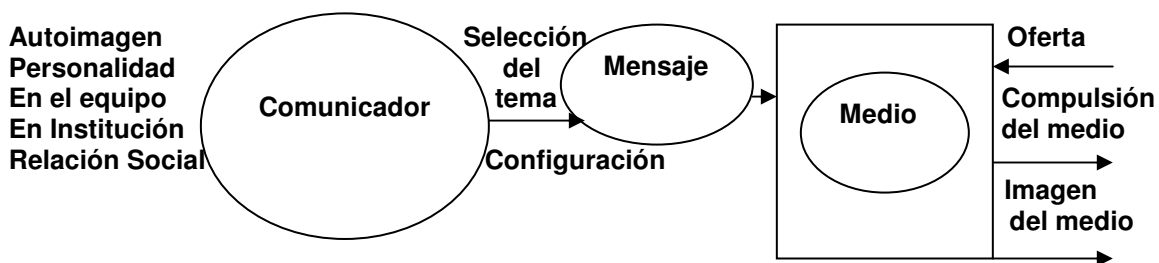 Autoimagen
Personalidad
En el equipo
En Institución
Relación Social
Comunicador
Selección
del
tema
Configuración
Mensaje
Medio
Oferta
Compulsión
del medio
Imagen
del medio